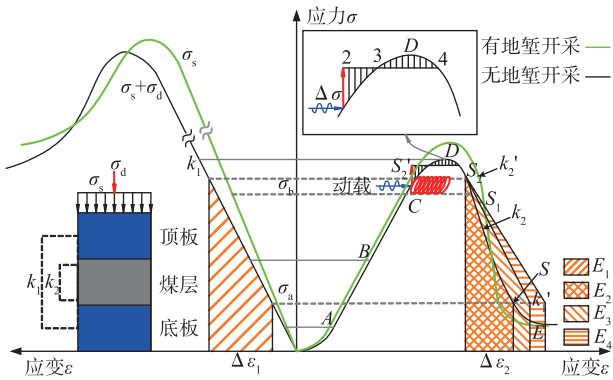 应力σ
有地堑开采
无地堑开采
2 3 D 4
Δσ
σs
σs+σd
k1
σb
动载
S2'
C
D
S2
k2'
S1
k2
B
σd
σs
顶板
煤层
底板
k1 k2
σa
A
S
k1'
E
E1
E2
E3
E4
应变ε
Δε1
Δε2
应变ε